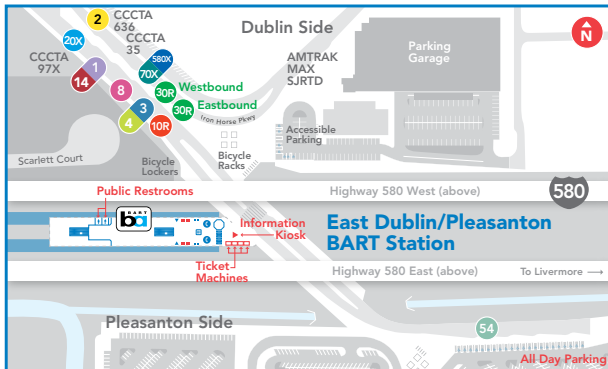 CCCTA
636
2
Dublin Side
N
CCCTA
35
20X
580X
CCCTA
97X
1
14
70X
8
30R
Westbound
30R
Eastbound
3
4
10R
Iron Horse Pkwy
AMTRAK
MAX
SJRTD
Parking
Garage
Accessible
Parking
Scarlett Court
Bicycle
Lockers
Bicycle
Racks
Public Restrooms
Highway 580 West (above)
580
BART
ba
Information
Kiosk
East Dublin/Pleasanton
BART Station
Ticket
Machines
Highway 580 East (above)
To Livermore →
Pleasanton Side
54
All Day Parking